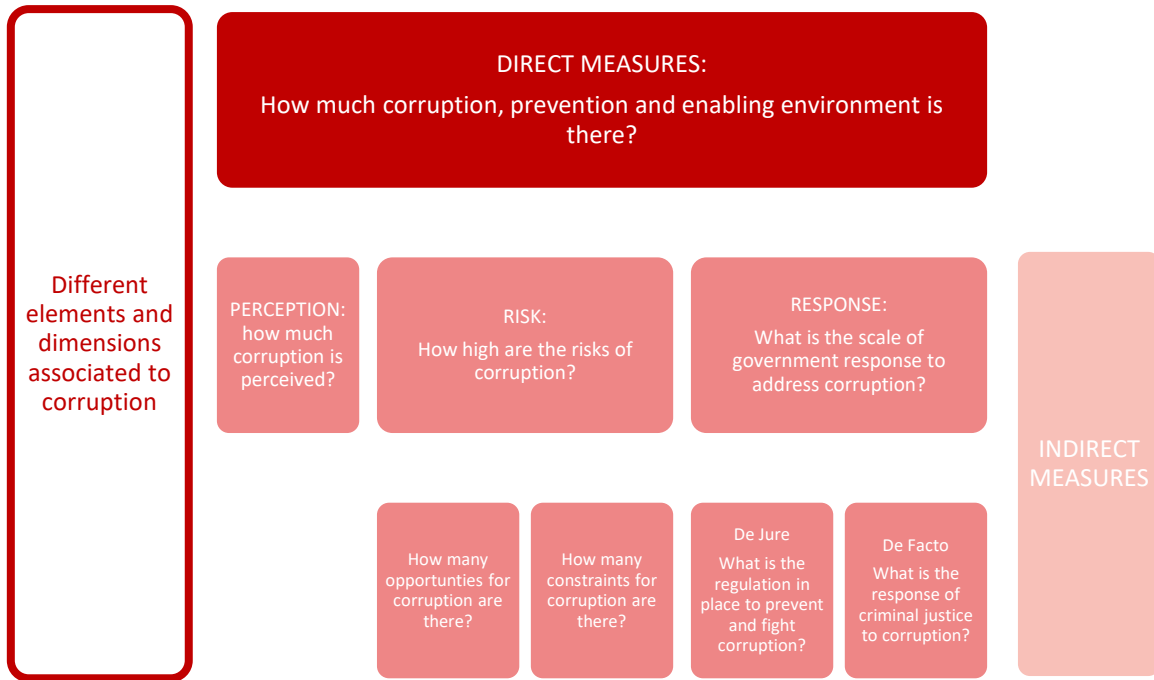 Different
elements and
dimensions
associated to
corruption
DIRECT MEASURES:
How much corruption, prevention and enabling environment is
there?
PERCEPTION:
how much
corruption is
perceived?
RISK:
How high are the risks of
corruption?
RESPONSE:
What is the scale of
government response to
address corruption?
How many
opportunties for
corruption are
there?
How many
constraints for
corruption are
there?
De Jure
What is the
regulation in
place to prevent
and fight
corruption?
De Facto
What is the
response of
criminal justice
to corruption?
INDIRECT
MEASURES